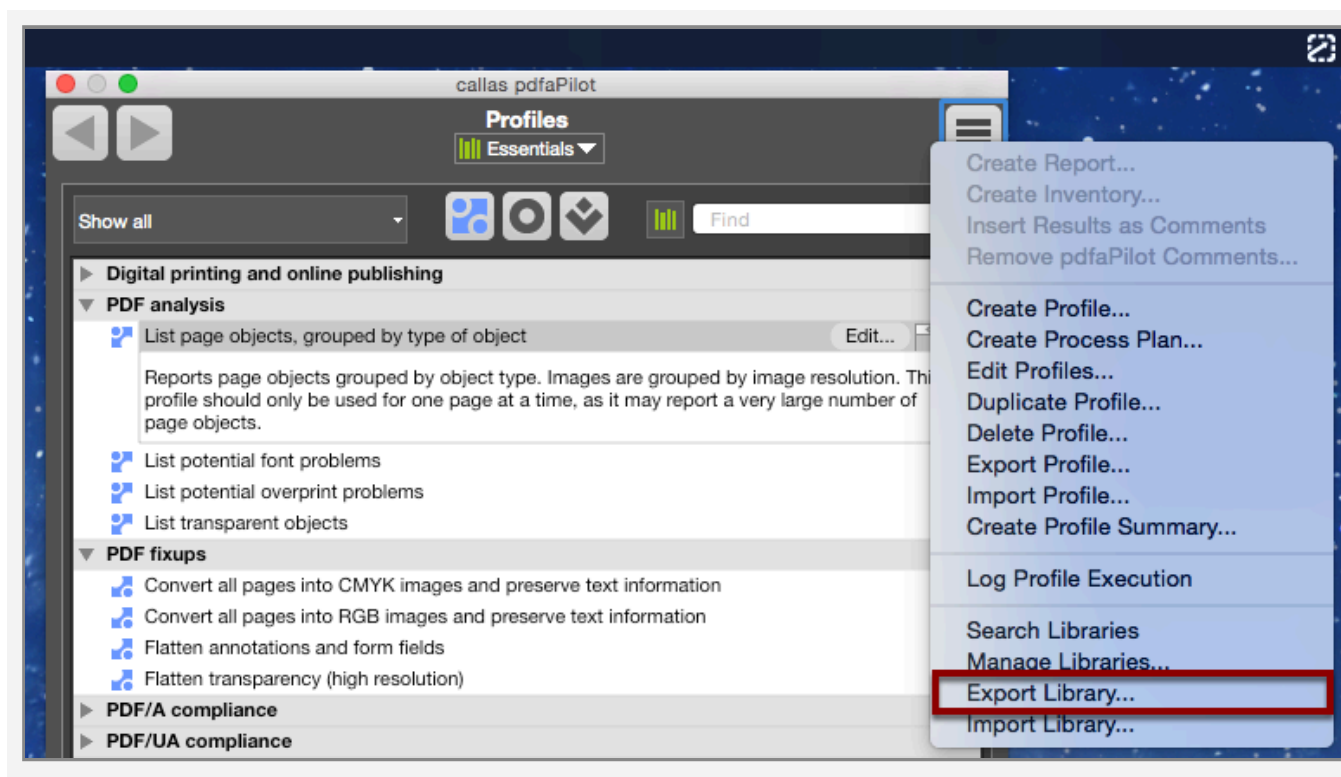 callas pdfaPilot
Profiles
Essentials
Show all
Find
Digital printing and online publishing
PDF analysis
List page objects, grouped by type of object
Edit...
Reports page objects grouped by object type. Images are grouped by image resolution. Thi
profile should only be used for one page at a time, as it may report a very large number of
page objects.
List potential font problems
List potential overprint problems
List transparent objects
PDF fixups
Convert all pages into CMYK images and preserve text information
Convert all pages into RGB images and preserve text information
Flatten annotations and form fields
Flatten transparency (high resolution)
PDF/A compliance
PDF/UA compliance
Create Report...
Create Inventory...
Insert Results as Comments
Remove pdfaPilot Comments...
Create Profile...
Create Process Plan...
Edit Profiles...
Duplicate Profile...
Delete Profile...
Export Profile...
Import Profile...
Create Profile Summary...
Log Profile Execution
Search Libraries
Manage Libraries...
Export Library...
Import Library...